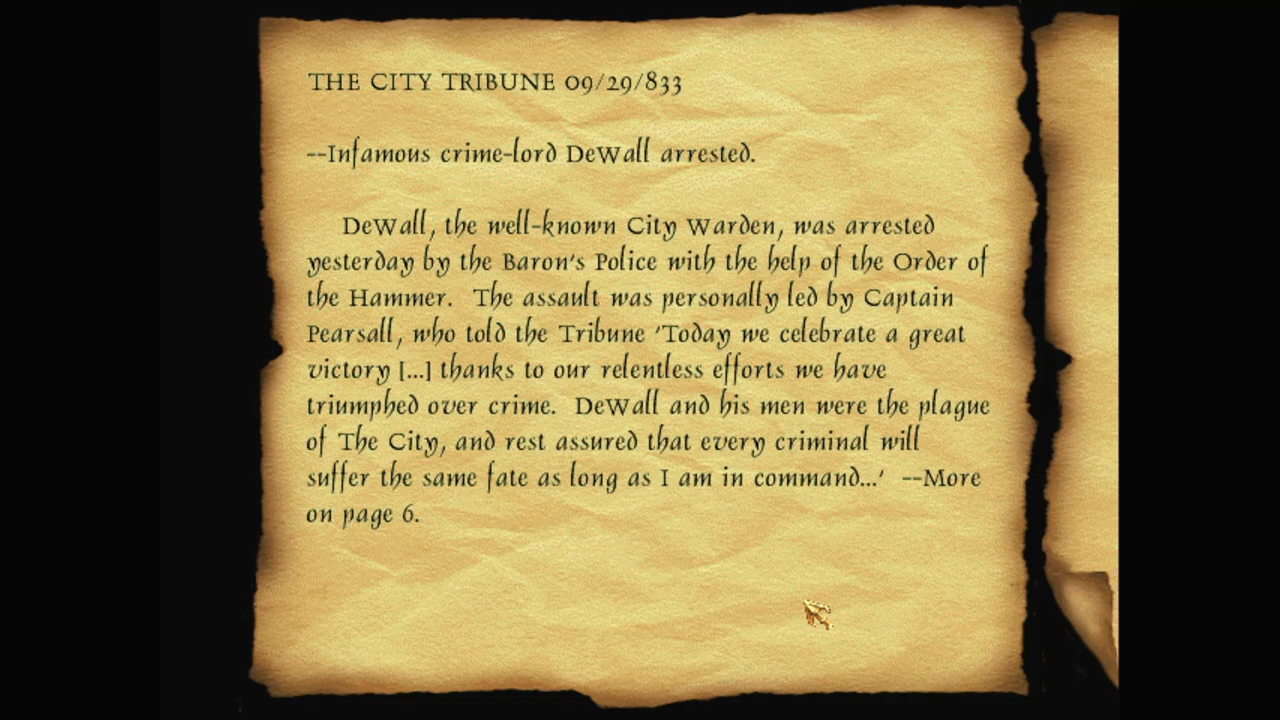 THE CITY TRIBUNE 09/29/833
--Infamous crime-lord DeWall arrested.
DeWall, the well-known City Warden, was arrested
yesterday by the Baron's Police with the help of the Order of
the Hammer.  The assault was personally led by Captain
Pearsall, who told the Tribune 'Today we celebrate a great
victory [...] thanks to our relentless efforts we have
triumphed over crime.  DeWall and his men were the plague
of The City, and rest assured that every criminal will
suffer the same fate as long as I am in command...'  --More
on page 6.